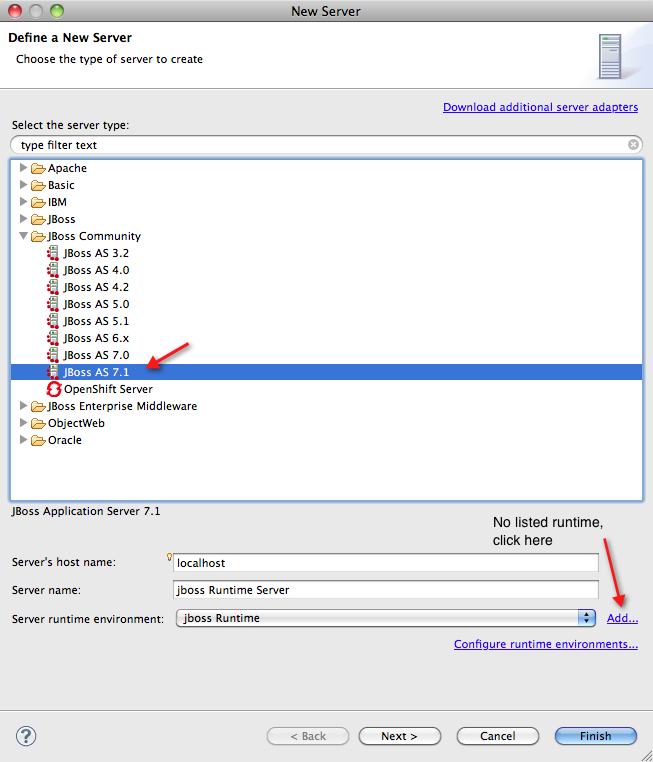 New Server
Define a New Server
Choose the type of server to create
Download additional server adapters
Select the server type:
type filter text
Apache
Basic
IBM
JBoss
JBoss Community
JBoss AS 3.2
JBoss AS 4.0
JBoss AS 4.2
JBoss AS 5.0
JBoss AS 5.1
JBoss AS 6.x
JBoss AS 7.0
JBoss AS 7.1
OpenShift Server
JBoss Enterprise Middleware
ObjectWeb
Oracle
JBoss Application Server 7.1
No listed runtime,
click here
Server's host name: localhost
Server name: jboss Runtime Server
Server runtime environment: jboss Runtime Add...
Configure runtime environments...
? < Back Next > Cancel Finish